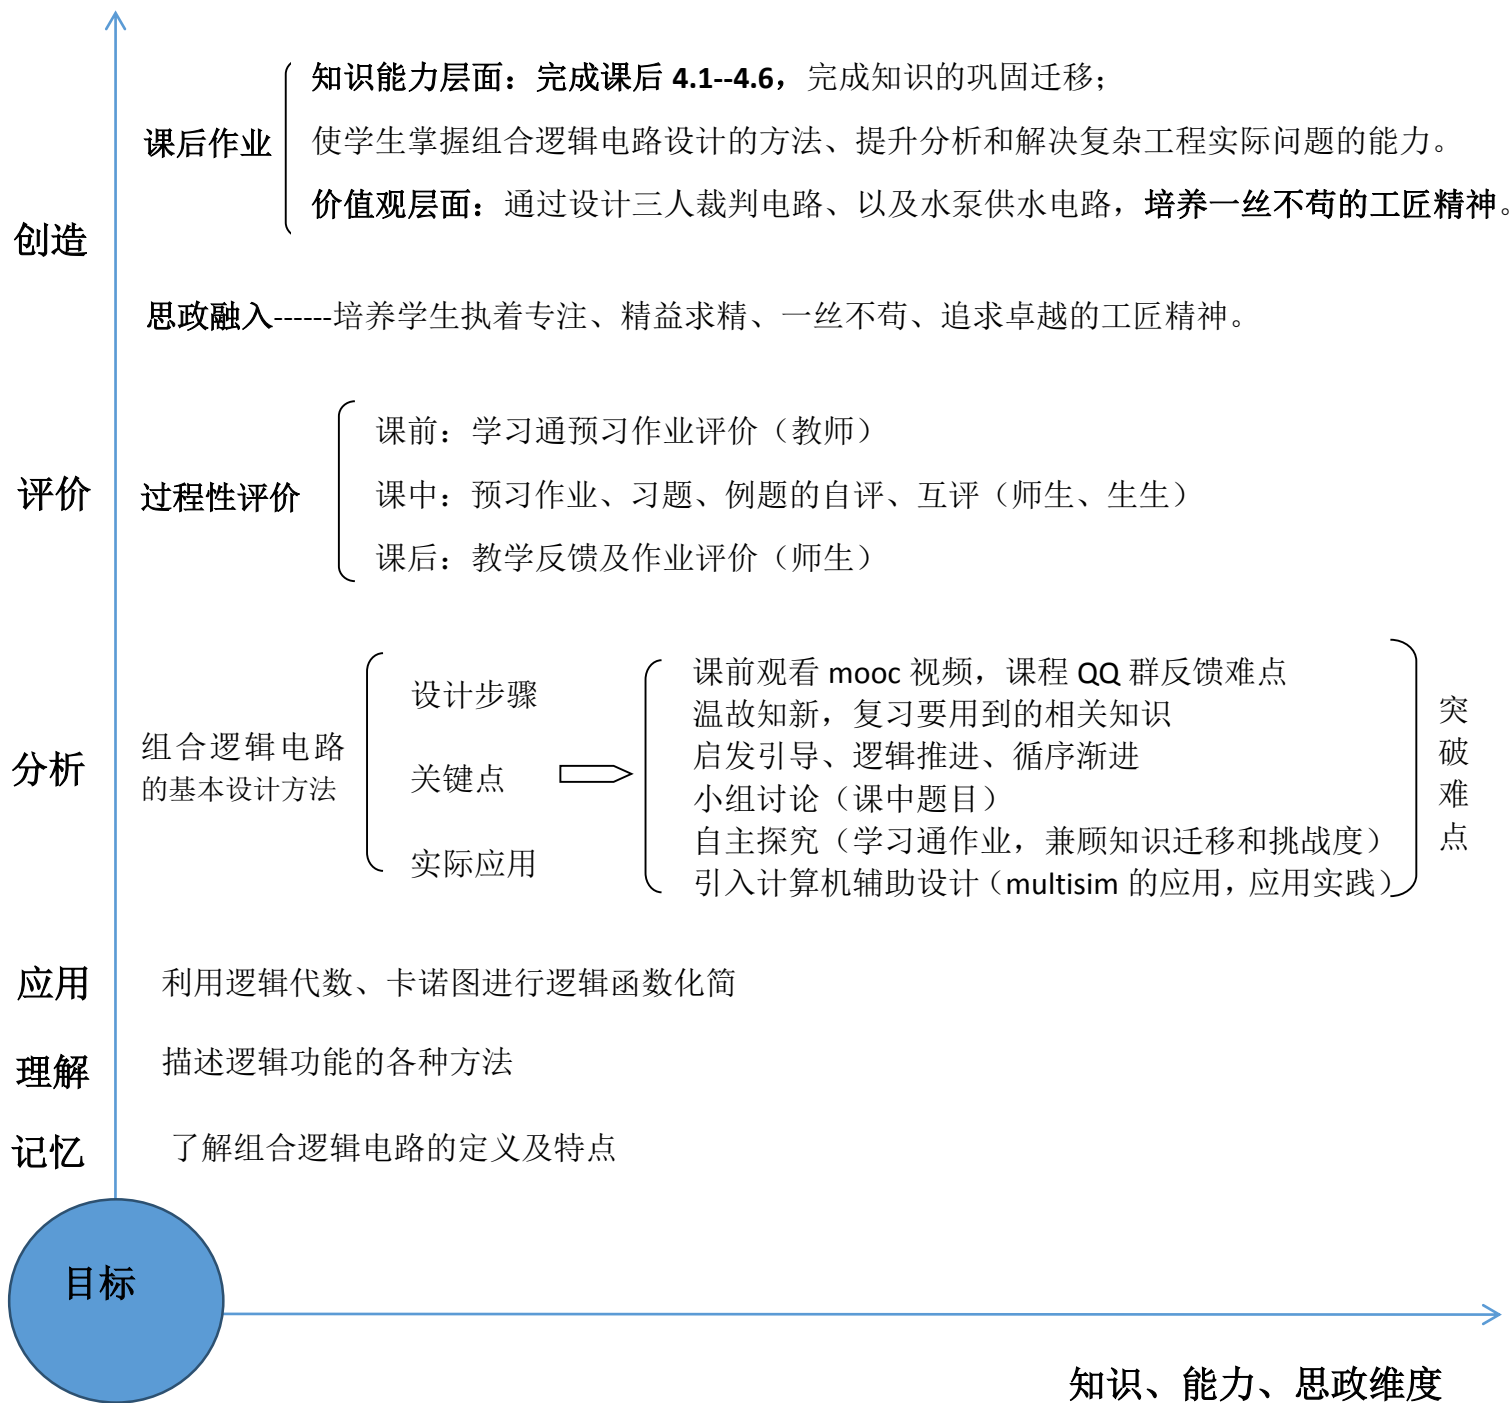 知识能力层面：完成课后 4.1--4.6，完成知识的巩固迁移；
课后作业
使学生掌握组合逻辑电路设计的方法、提升分析和解决复杂工程实际问题的能力。
价值观层面：通过设计三人裁判电路、以及水泵供水电路，培养一丝不苟的工匠精神。
创造
思政融入------培养学生执着专注、精益求精、一丝不苟、追求卓越的工匠精神。
课前：学习通预习作业评价（教师）
评价
过程性评价
课中：预习作业、习题、例题的自评、互评（师生、生生）
课后：教学反馈及作业评价（师生）
分析
组合逻辑电路
的基本设计方法
设计步骤
关键点
实际应用
课前观看 mooc 视频，课程 QQ 群反馈难点
温故知新，复习要用到的相关知识
启发引导、逻辑推进、循序渐进
小组讨论（课中题目）
自主探究（学习通作业，兼顾知识迁移和挑战度）
引入计算机辅助设计（multisim 的应用，应用实践）
突
破
难
点
应用
利用逻辑代数、卡诺图进行逻辑函数化简
理解
描述逻辑功能的各种方法
记忆
了解组合逻辑电路的定义及特点
目标
知识、能力、思政维度